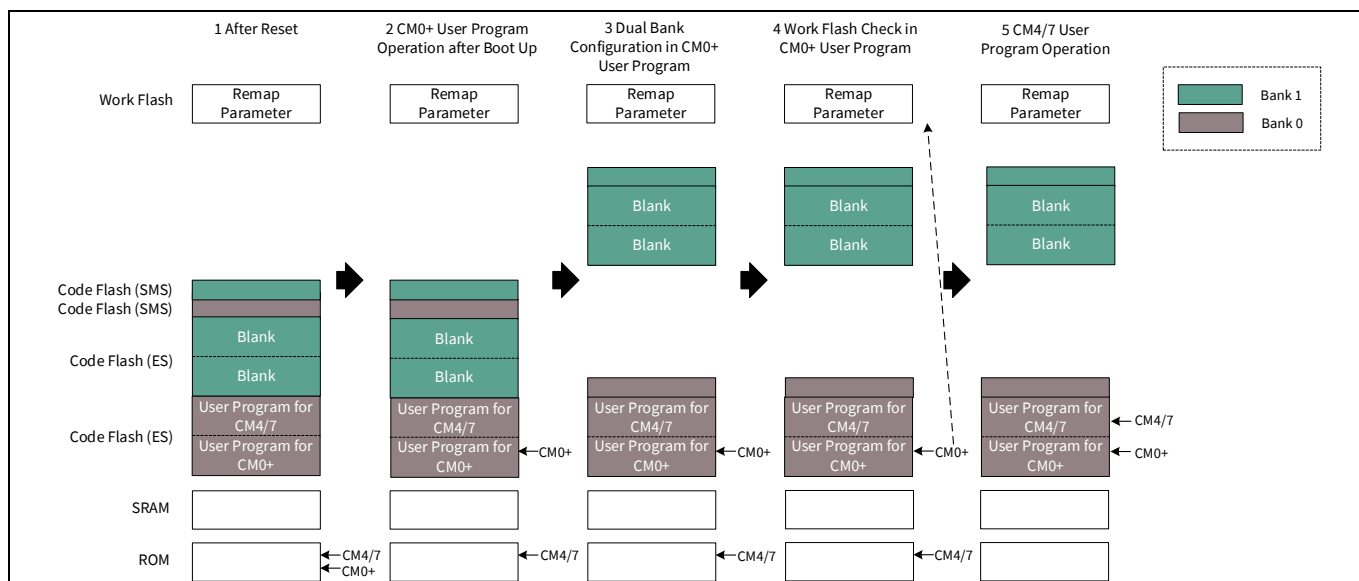 1 After Reset
2 CM0+ User Program
Operation after Boot Up
3 Dual Bank
Configuration in CM0+
User Program
4 Work Flash Check in
CM0+ User Program
5 CM4/7 User
Program Operation
Work Flash
Remap
Parameter
Remap
Parameter
Remap
Parameter
Remap
Parameter
Remap
Parameter
Bank 1
Bank 0
Blank
Blank
Blank
Blank
Blank
Blank
Code Flash (SMS)
Code Flash (SMS)
Code Flash (ES)
Blank
Blank
Blank
Blank
Code Flash (ES)
User Program for
CM4/7
User Program for
CM0+
User Program for
CM4/7
User Program for
CM0+
CM0+
User Program for
CM4/7
User Program for
CM0+
CM0+
User Program for
CM4/7
User Program for
CM0+
CM0+
User Program for
CM4/7
User Program for
CM0+
CM4/7
CM0+
SRAM
ROM
CM4/7
CM0+
CM4/7
CM4/7
CM4/7